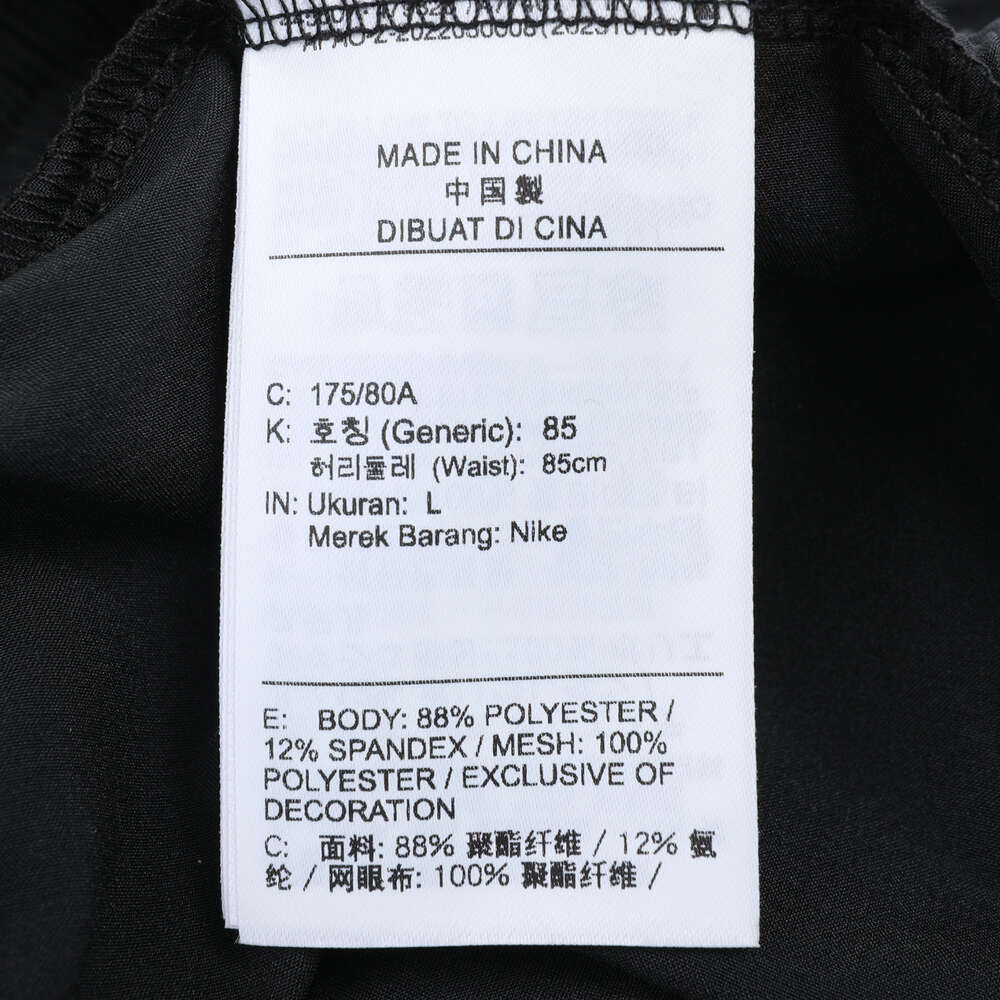 MADE IN CHINA
中国製
DIBUAT DI CINA
C: 175/80A
K: 호칭 (Generic): 85
허리둘레 (Waist): 85cm
IN: Ukuran: L
Merek Barang: Nike
E: BODY: 88% POLYESTER /
12% SPANDEX / MESH: 100%
POLYESTER / EXCLUSIVE OF
DECORATION
C: 面料: 88% 聚酯纤维 / 12% 氨
纶 / 网眼布: 100% 聚酯纤维 /